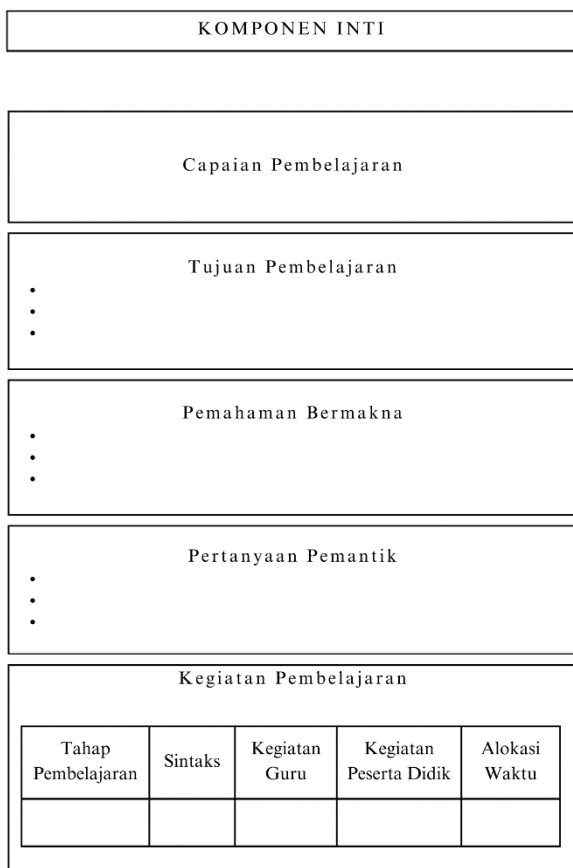 KOMPONEN INTI
Capaian Pembelajaran
Tujuan Pembelajaran
•
•
•
Pemahaman Bermakna
•
•
•
Pertanyaan Pemantik
•
•
•
Kegiatan Pembelajaran
Tahap Pembelajaran
Sintaks
Kegiatan Guru
Kegiatan Peserta Didik
Alokasi Waktu